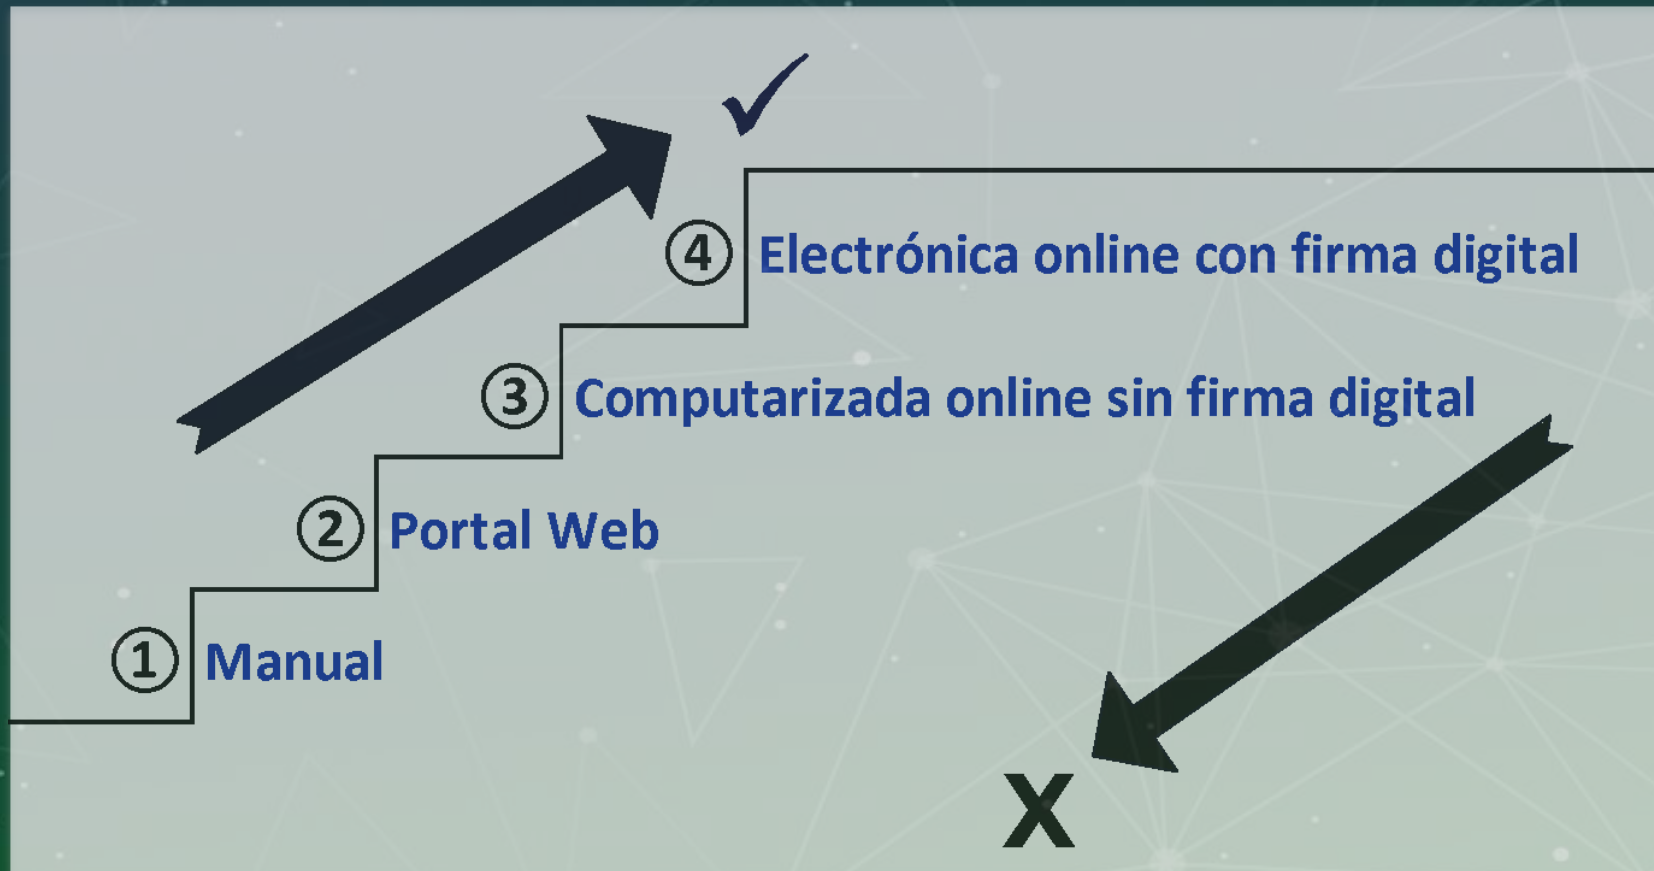 ④ Electrónica online con firma digital
③ Computarizada online sin firma digital
② Portal Web
① Manual
X